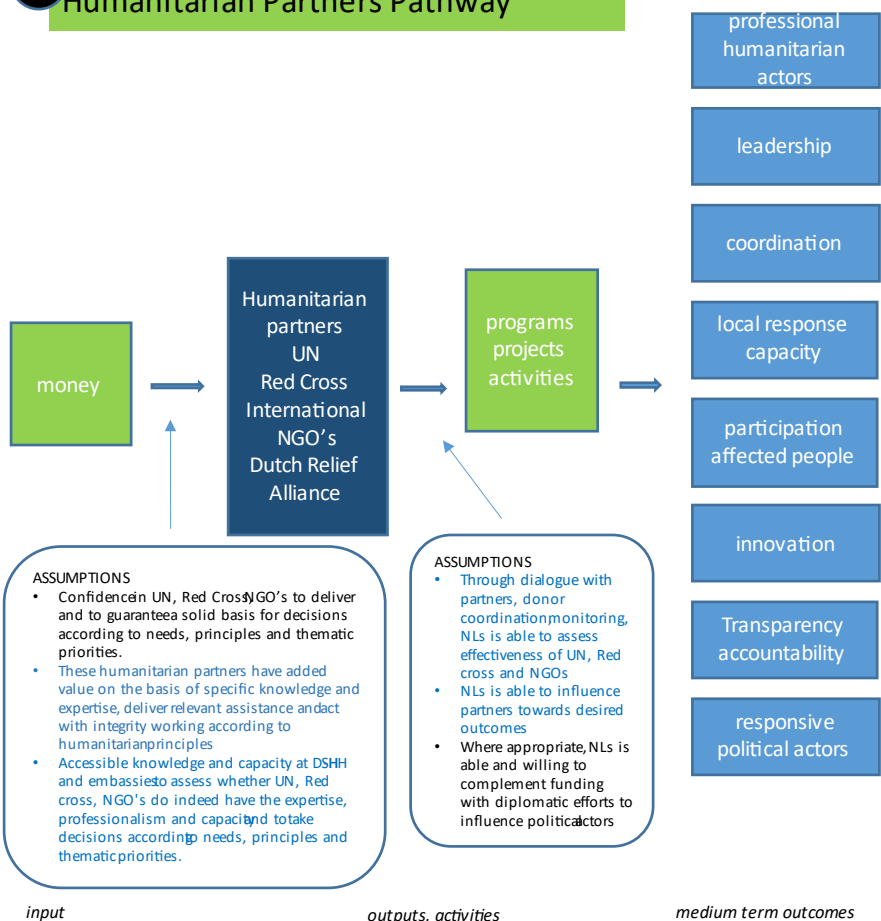 Humanitarian Partners Pathway
money
Humanitarian
partners
UN
Red Cross
International
NGO's
Dutch Relief
Alliance
programs
projects
activities
professional
humanitarian
actors
leadership
coordination
local response
capacity
participation
affected people
innovation
Transparency
accountability
responsive
political actors
ASSUMPTIONS
• Confidencein UN, Red Cross,NGO's to deliver
and to guaranteea solid basis for decisions
according to needs, principles and thematic
priorities.
• These humanitarian partners have added
value on the basis of specific knowledge and
expertise, deliver relevant assistance andact
with integrity working according to
humanitarianprinciples
• Accessible knowledge and capacity at DSHH
and embassiesto assess whether UN, Red
cross, NGO's do indeed have the expertise,
professionalism and capacityand totake
decisions accordingto needs, principles and
thematicpriorities.
ASSUMPTIONS
• Through dialogue with
partners, donor
coordination,monitoring,
NLs is able to assess
effectiveness of UN, Red
cross and NGOs
• NLs is able to influence
partners towards desired
outcomes
• Where appropriate, NLs is
able and willing to
complement funding
with diplomatic efforts to
influence politicalactors
input
outputs, activities
medium term outcomes